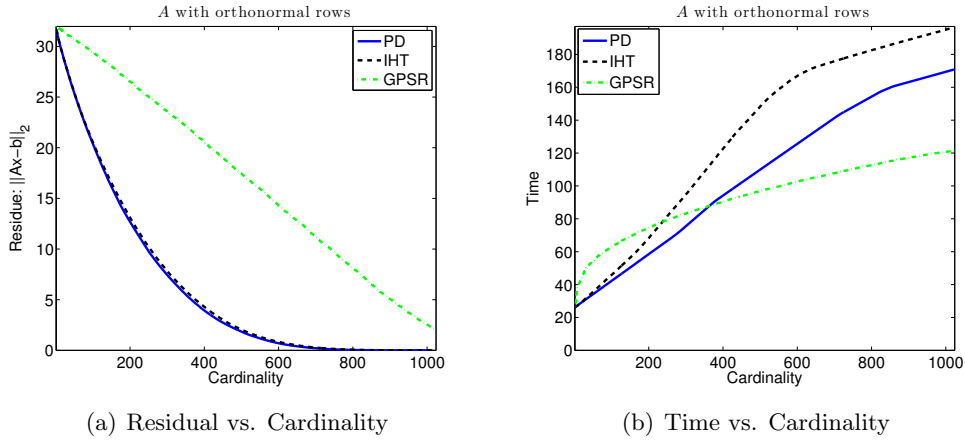 A with orthonormal rows
30
25
20
15
10
5
0
200
400
600
800
1000
Cardinality
Residue: ||Ax−b||2
PD
IHT
GPSR
(a) Residual vs. Cardinality
A with orthonormal rows
180
160
140
120
100
80
60
40
20
0
200
400
600
800
1000
Cardinality
Time
PD
IHT
GPSR
(b) Time vs. Cardinality